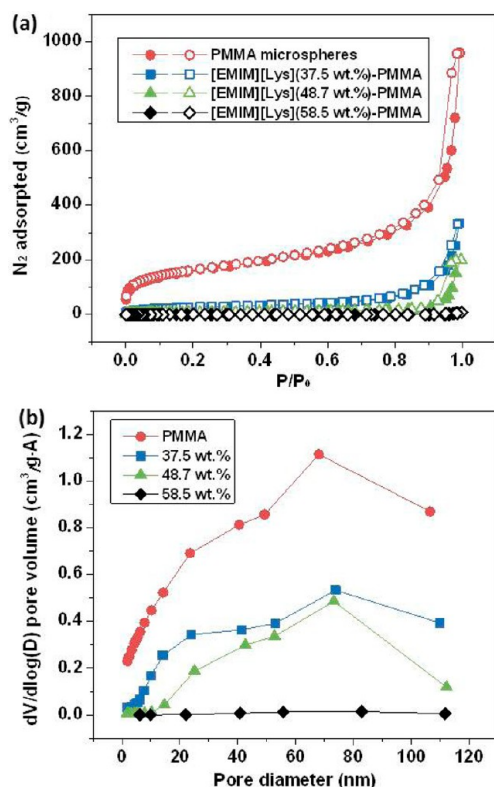 (a)
1000
800
600
400
200
0
N₂ adsorpted (cm³/g)
PMMA microspheres
[EMIM][Lys](37.5 wt.%)-PMMA
[EMIM][Lys](48.7 wt.%)-PMMA
[EMIM][Lys](58.5 wt.%)-PMMA
0.0 0.2 0.4 0.6 0.8 1.0
P/P₀
(b)
1.2
1.0
0.8
0.6
0.4
0.2
0.0
dV/dlog(D) pore volume (cm³/g·A)
PMMA
37.5 wt.%
48.7 wt.%
58.5 wt.%
0 20 40 60 80 100 120
Pore diameter (nm)